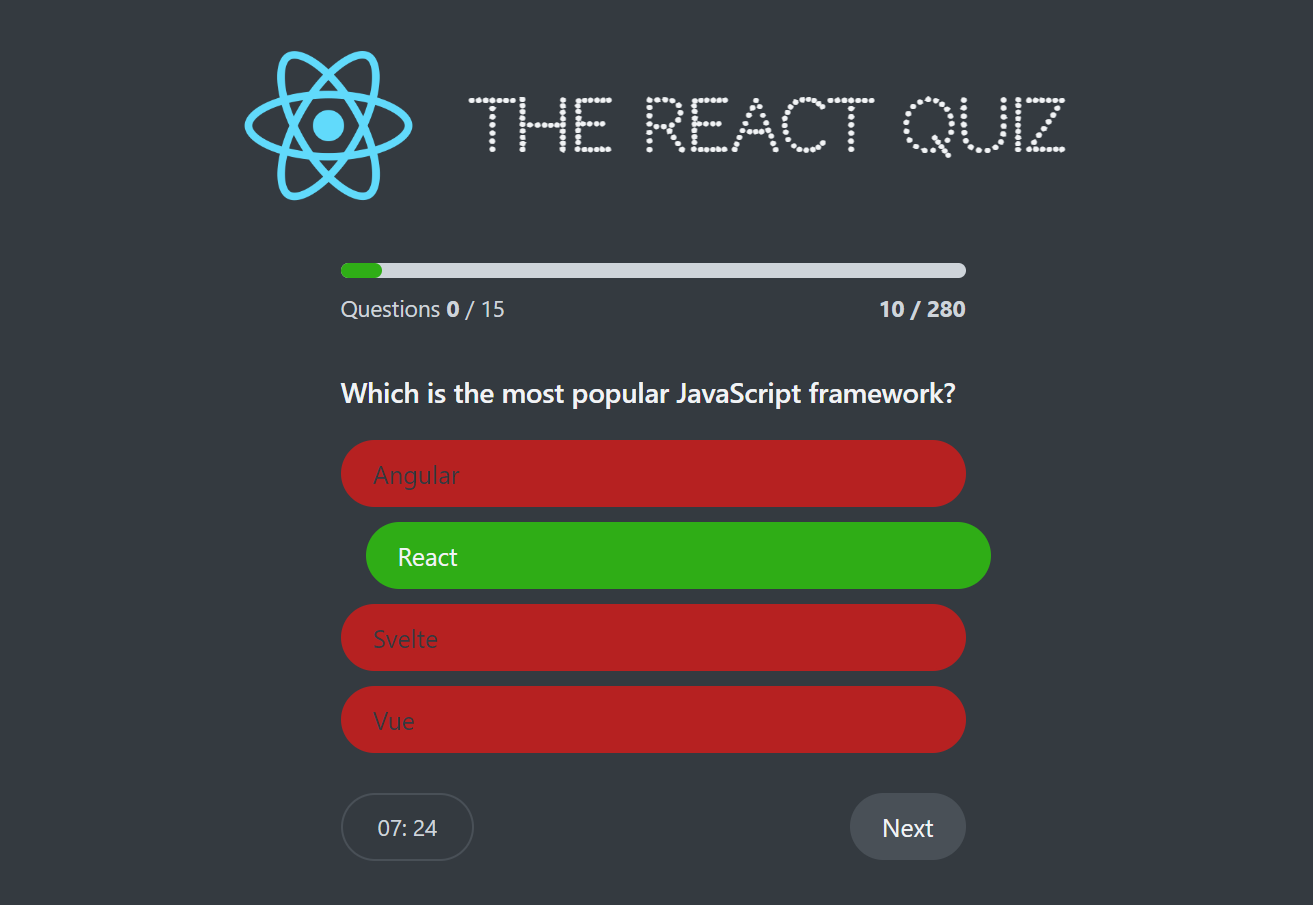 THE REACT QUIZ
Questions 0 / 15
10 / 280
Which is the most popular JavaScript framework?
Angular
React
Svelte
Vue
07: 24
Next